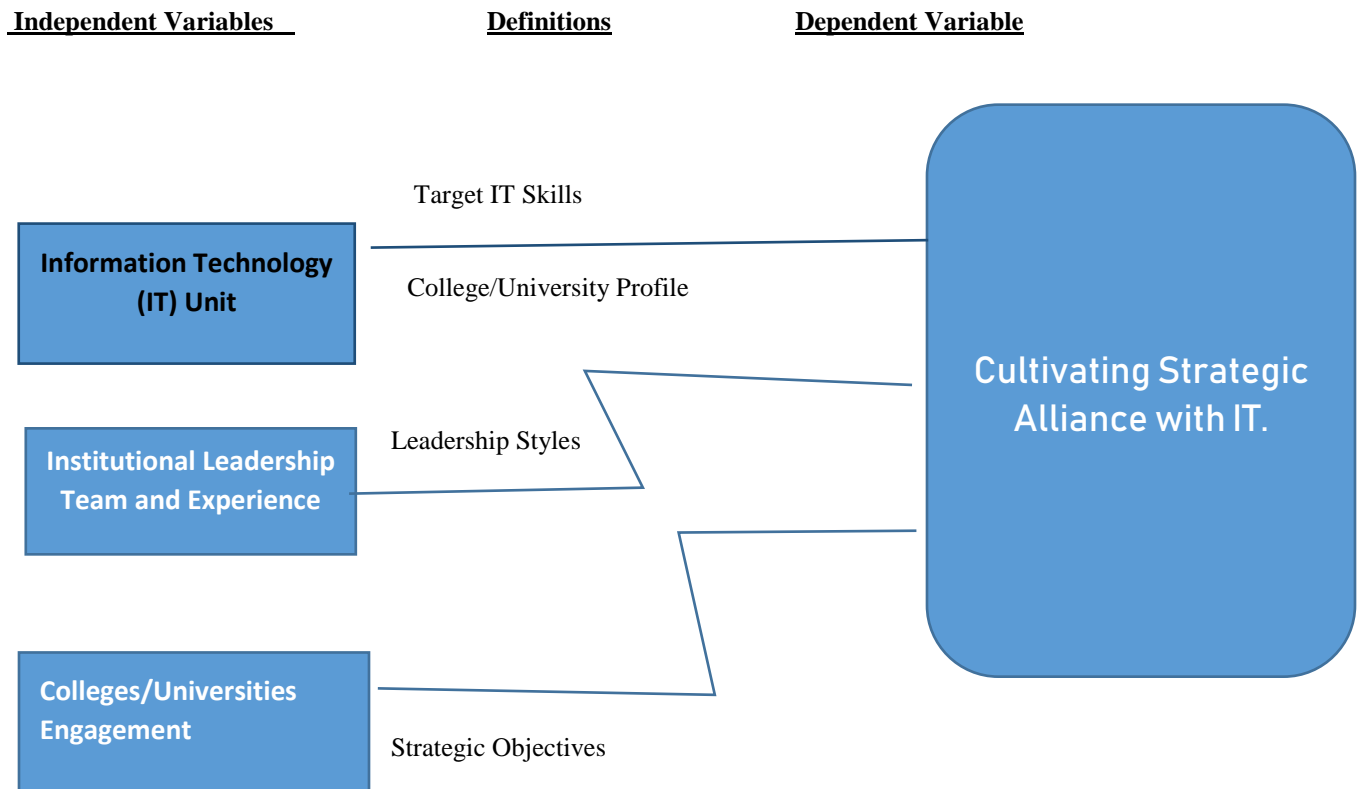 Independent Variables Definitions Dependent Variable
Target IT Skills
Information Technology
(IT) Unit
College/University Profile
Leadership Styles
Institutional Leadership
Team and Experience
Colleges/Universities
Engagement
Strategic Objectives
Cultivating Strategic
Alliance with IT.